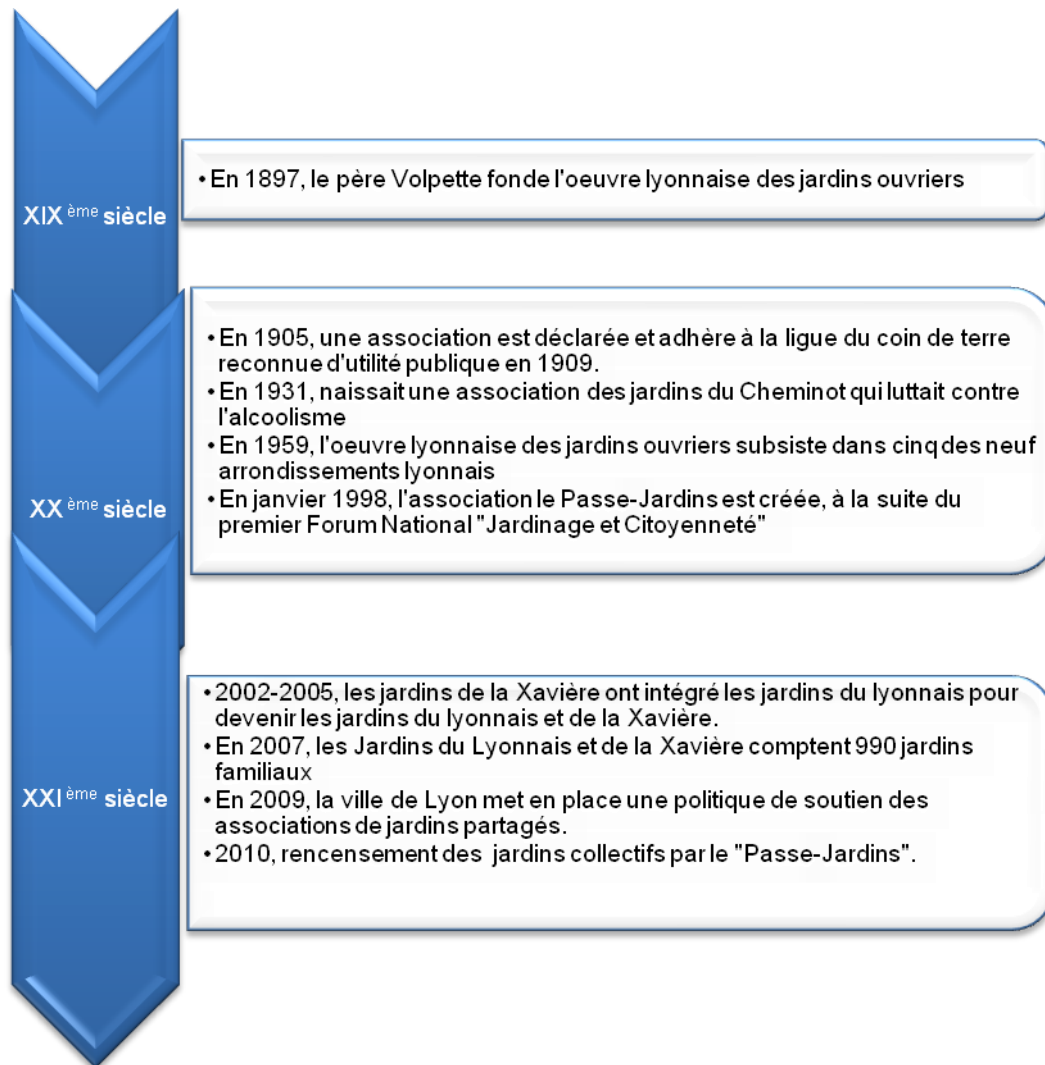 XIX ème siècle
• En 1897, le père Volpette fonde l'oeuvre lyonnaise des jardins ouvriers
XX ème siècle
• En 1905, une association est déclarée et adhère à la ligue du coin de terre
reconnue d'utilité publique en 1909.
• En 1931, naissait une association des jardins du Cheminot qui luttait contre
l'alcoolisme
• En 1959, l'oeuvre lyonnaise des jardins ouvriers subsiste dans cinq des neuf
arrondissements lyonnais
• En janvier 1998, l'association le Passe-Jardins est créée, à la suite du
premier Forum National "Jardinage et Citoyenneté"
XXI ème siècle
• 2002-2005, les jardins de la Xavière ont intégré les jardins du lyonnais pour
devenir les jardins du lyonnais et de la Xavière.
• En 2007, les Jardins du Lyonnais et de la Xavière comptent 990 jardins
familiaux
• En 2009, la ville de Lyon met en place une politique de soutien des
associations de jardins partagés.
• 2010, rencensement des jardins collectifs par le "Passe-Jardins".